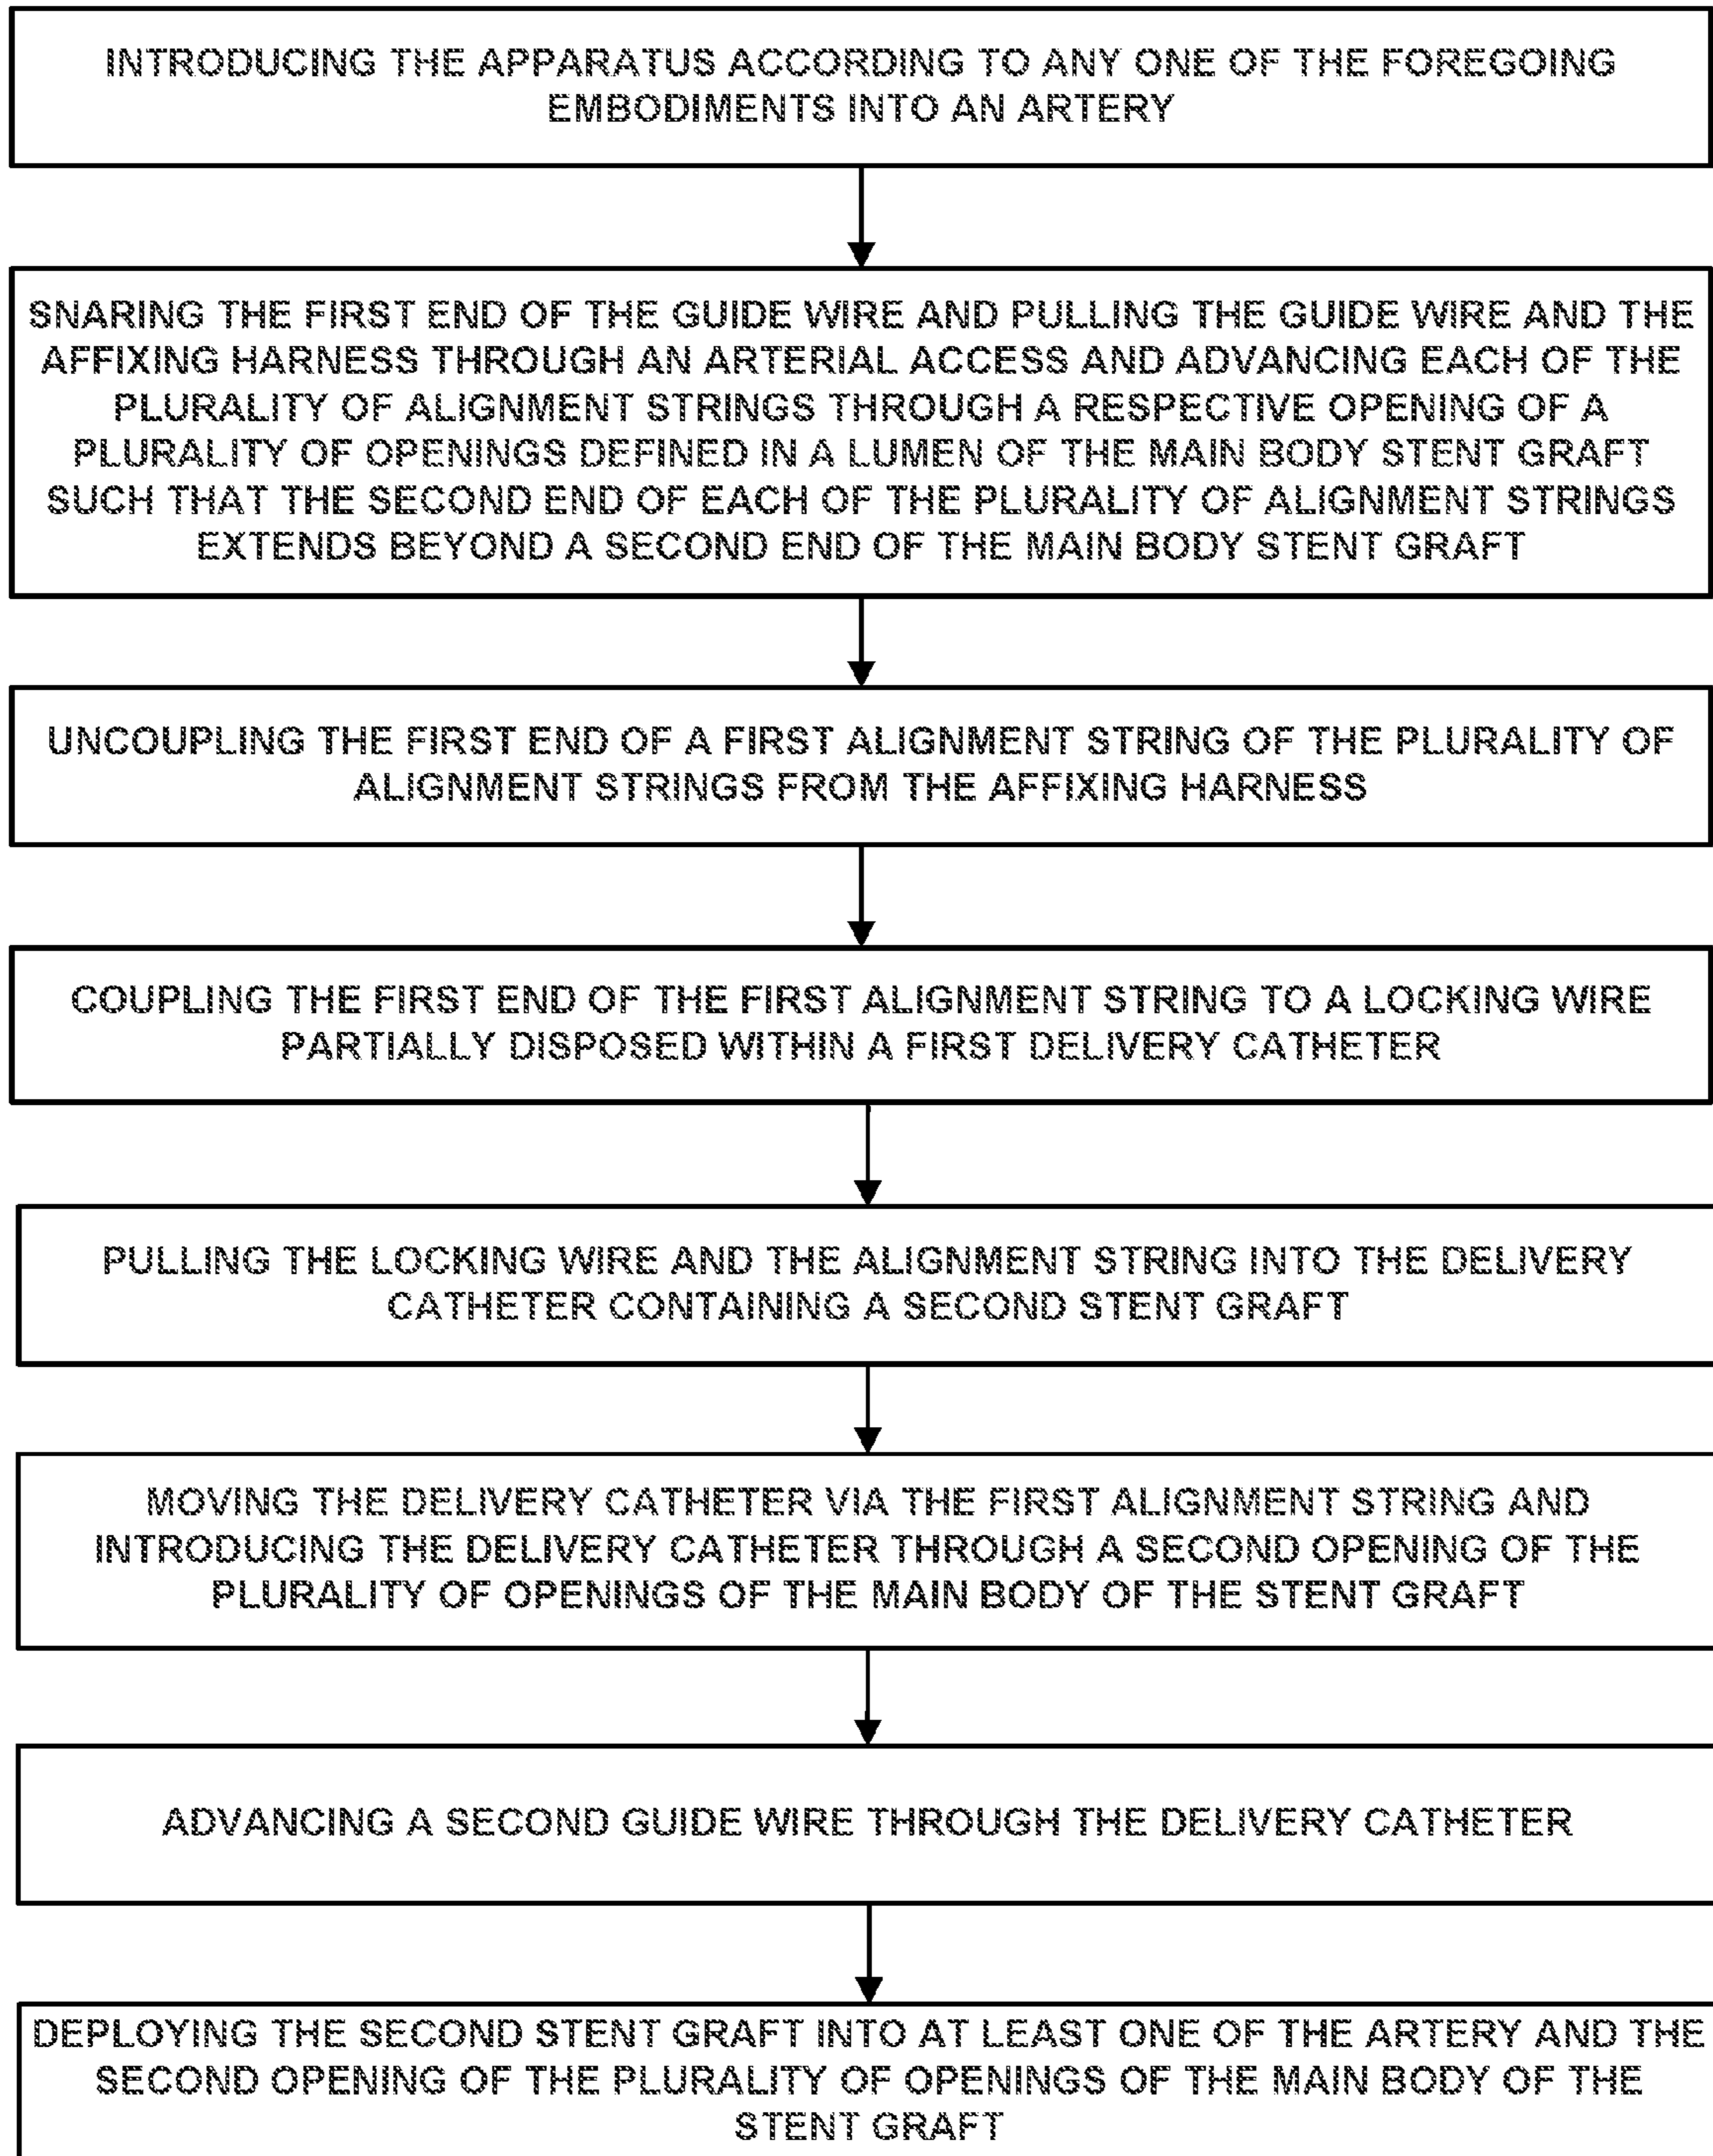 INTRODUCING THE APPARATUS ACCORDING TO ANY ONE OF THE FOREGOING
EMBODIMENTS INTO AN ARTERY
SNARING THE FIRST END OF THE GUIDE WIRE AND PULLING THE GUIDE WIRE AND THE
AFFIXING HARNESS THROUGH AN ARTERIAL ACCESS AND ADVANCING EACH OF THE
PLURALITY OF ALIGNMENT STRINGS THROUGH A RESPECTIVE OPENING OF A
PLURALITY OF OPENINGS DEFINED IN A LUMEN OF THE MAIN BODY STENT GRAFT
SUCH THAT THE SECOND END OF EACH OF THE PLURALITY OF ALIGNMENT STRINGS
EXTENDS BEYOND A SECOND END OF THE MAIN BODY STENT GRAFT
UNCOUPLING THE FIRST END OF A FIRST ALIGNMENT STRING OF THE PLURALITY OF
ALIGNMENT STRINGS FROM THE AFFIXING HARNESS
COUPLING THE FIRST END OF THE FIRST ALIGNMENT STRING TO A LOCKING WIRE
PARTIALLY DISPOSED WITHIN A FIRST DELIVERY CATHETER
PULLING THE LOCKING WIRE AND THE ALIGNMENT STRING INTO THE DELIVERY
CATHETER CONTAINING A SECOND STENT GRAFT
MOVING THE DELIVERY CATHETER VIA THE FIRST ALIGNMENT STRING AND
INTRODUCING THE DELIVERY CATHETER THROUGH A SECOND OPENING OF THE
PLURALITY OF OPENINGS OF THE MAIN BODY OF THE STENT GRAFT
ADVANCING A SECOND GUIDE WIRE THROUGH THE DELIVERY CATHETER
DEPLOYING THE SECOND STENT GRAFT INTO AT LEAST ONE OF THE ARTERY AND THE
SECOND OPENING OF THE PLURALITY OF OPENINGS OF THE MAIN BODY OF THE
STENT GRAFT